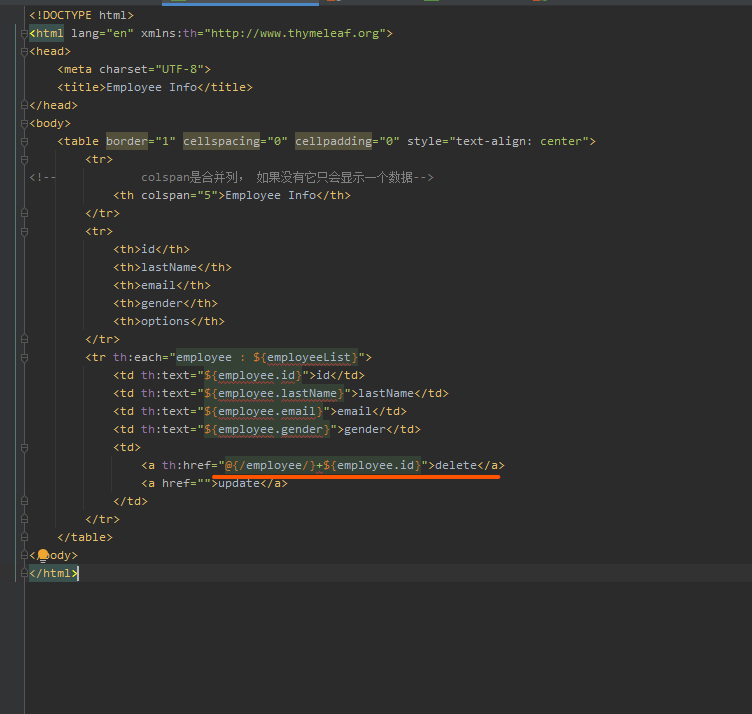 <!DOCTYPE html>
<html lang="en" xmlns:th="http://www.thymeleaf.org">
<head>
    <meta charset="UTF-8">
    <title>Employee Info</title>
</head>
<body>
    <table border="1" cellspacing="0" cellpadding="0" style="text-align: center">
        <tr>
<!--            colspan是合并列， 如果没有它只会显示一个数据-->
            <th colspan="5">Employee Info</th>
        </tr>
        <tr>
            <th>id</th>
            <th>lastName</th>
            <th>email</th>
            <th>gender</th>
            <th>options</th>
        </tr>
        <tr th:each="employee : ${employeeList}">
            <td th:text="${employee.id}">id</td>
            <td th:text="${employee.lastName}">lastName</td>
            <td th:text="${employee.email}">email</td>
            <td th:text="${employee.gender}">gender</td>
            <td>
                <a th:href="@{/employee/}+${employee.id}">delete</a>
                <a href="">update</a>
            </td>
        </tr>
    </table>
</body>
</html>